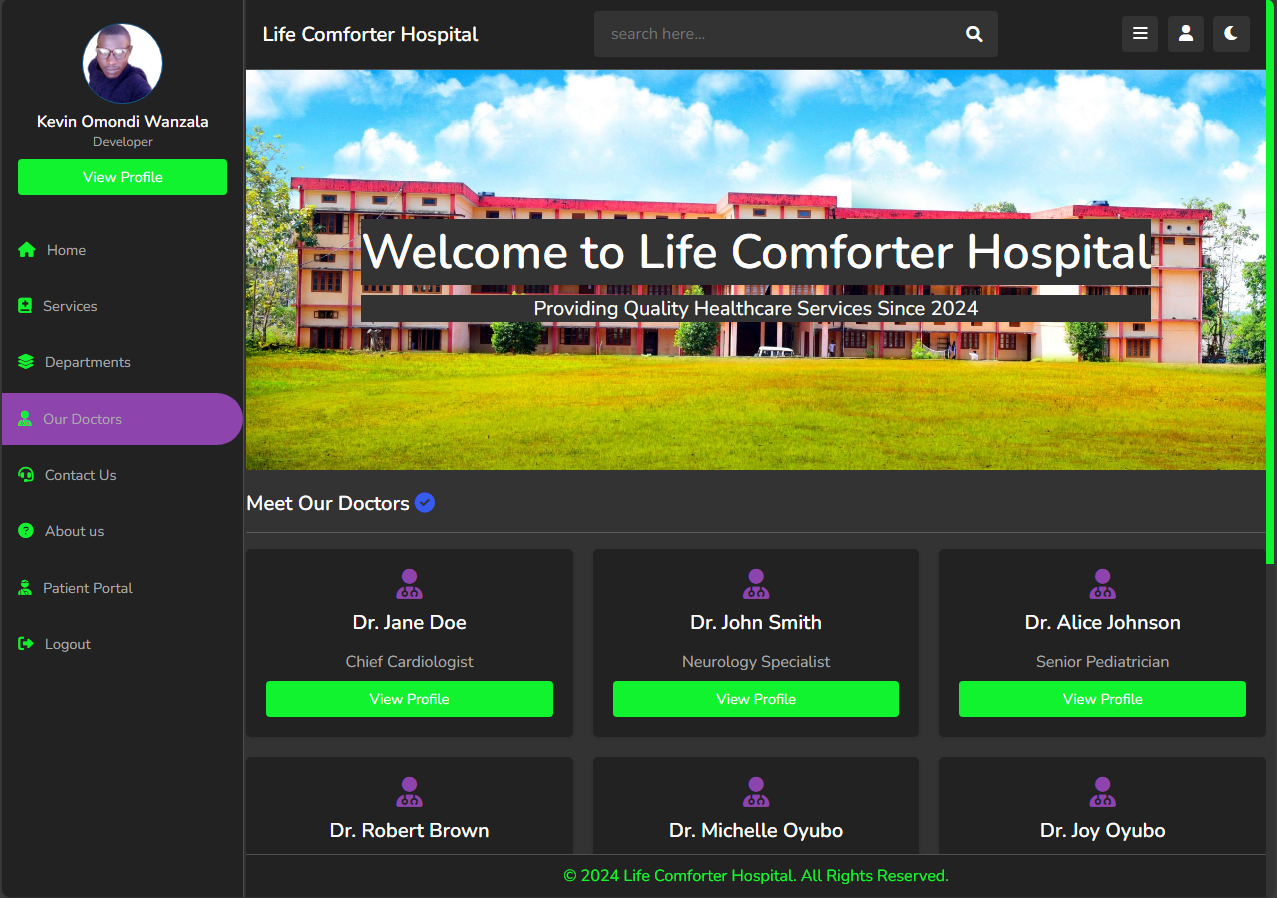 Kevin Omondi Wanzala
Developer
View Profile
Home
Services
Departments
Our Doctors
Contact Us
About us
Patient Portal
Logout
Life Comforter Hospital
search here...
Welcome to Life Comforter Hospital
Providing Quality Healthcare Services Since 2024
Meet Our Doctors
Dr. Jane Doe
Chief Cardiologist
View Profile
Dr. John Smith
Neurology Specialist
View Profile
Dr. Alice Johnson
Senior Pediatrician
View Profile
Dr. Robert Brown
Dr. Michelle Oyubo
Dr. Joy Oyubo
© 2024 Life Comforter Hospital. All Rights Reserved.